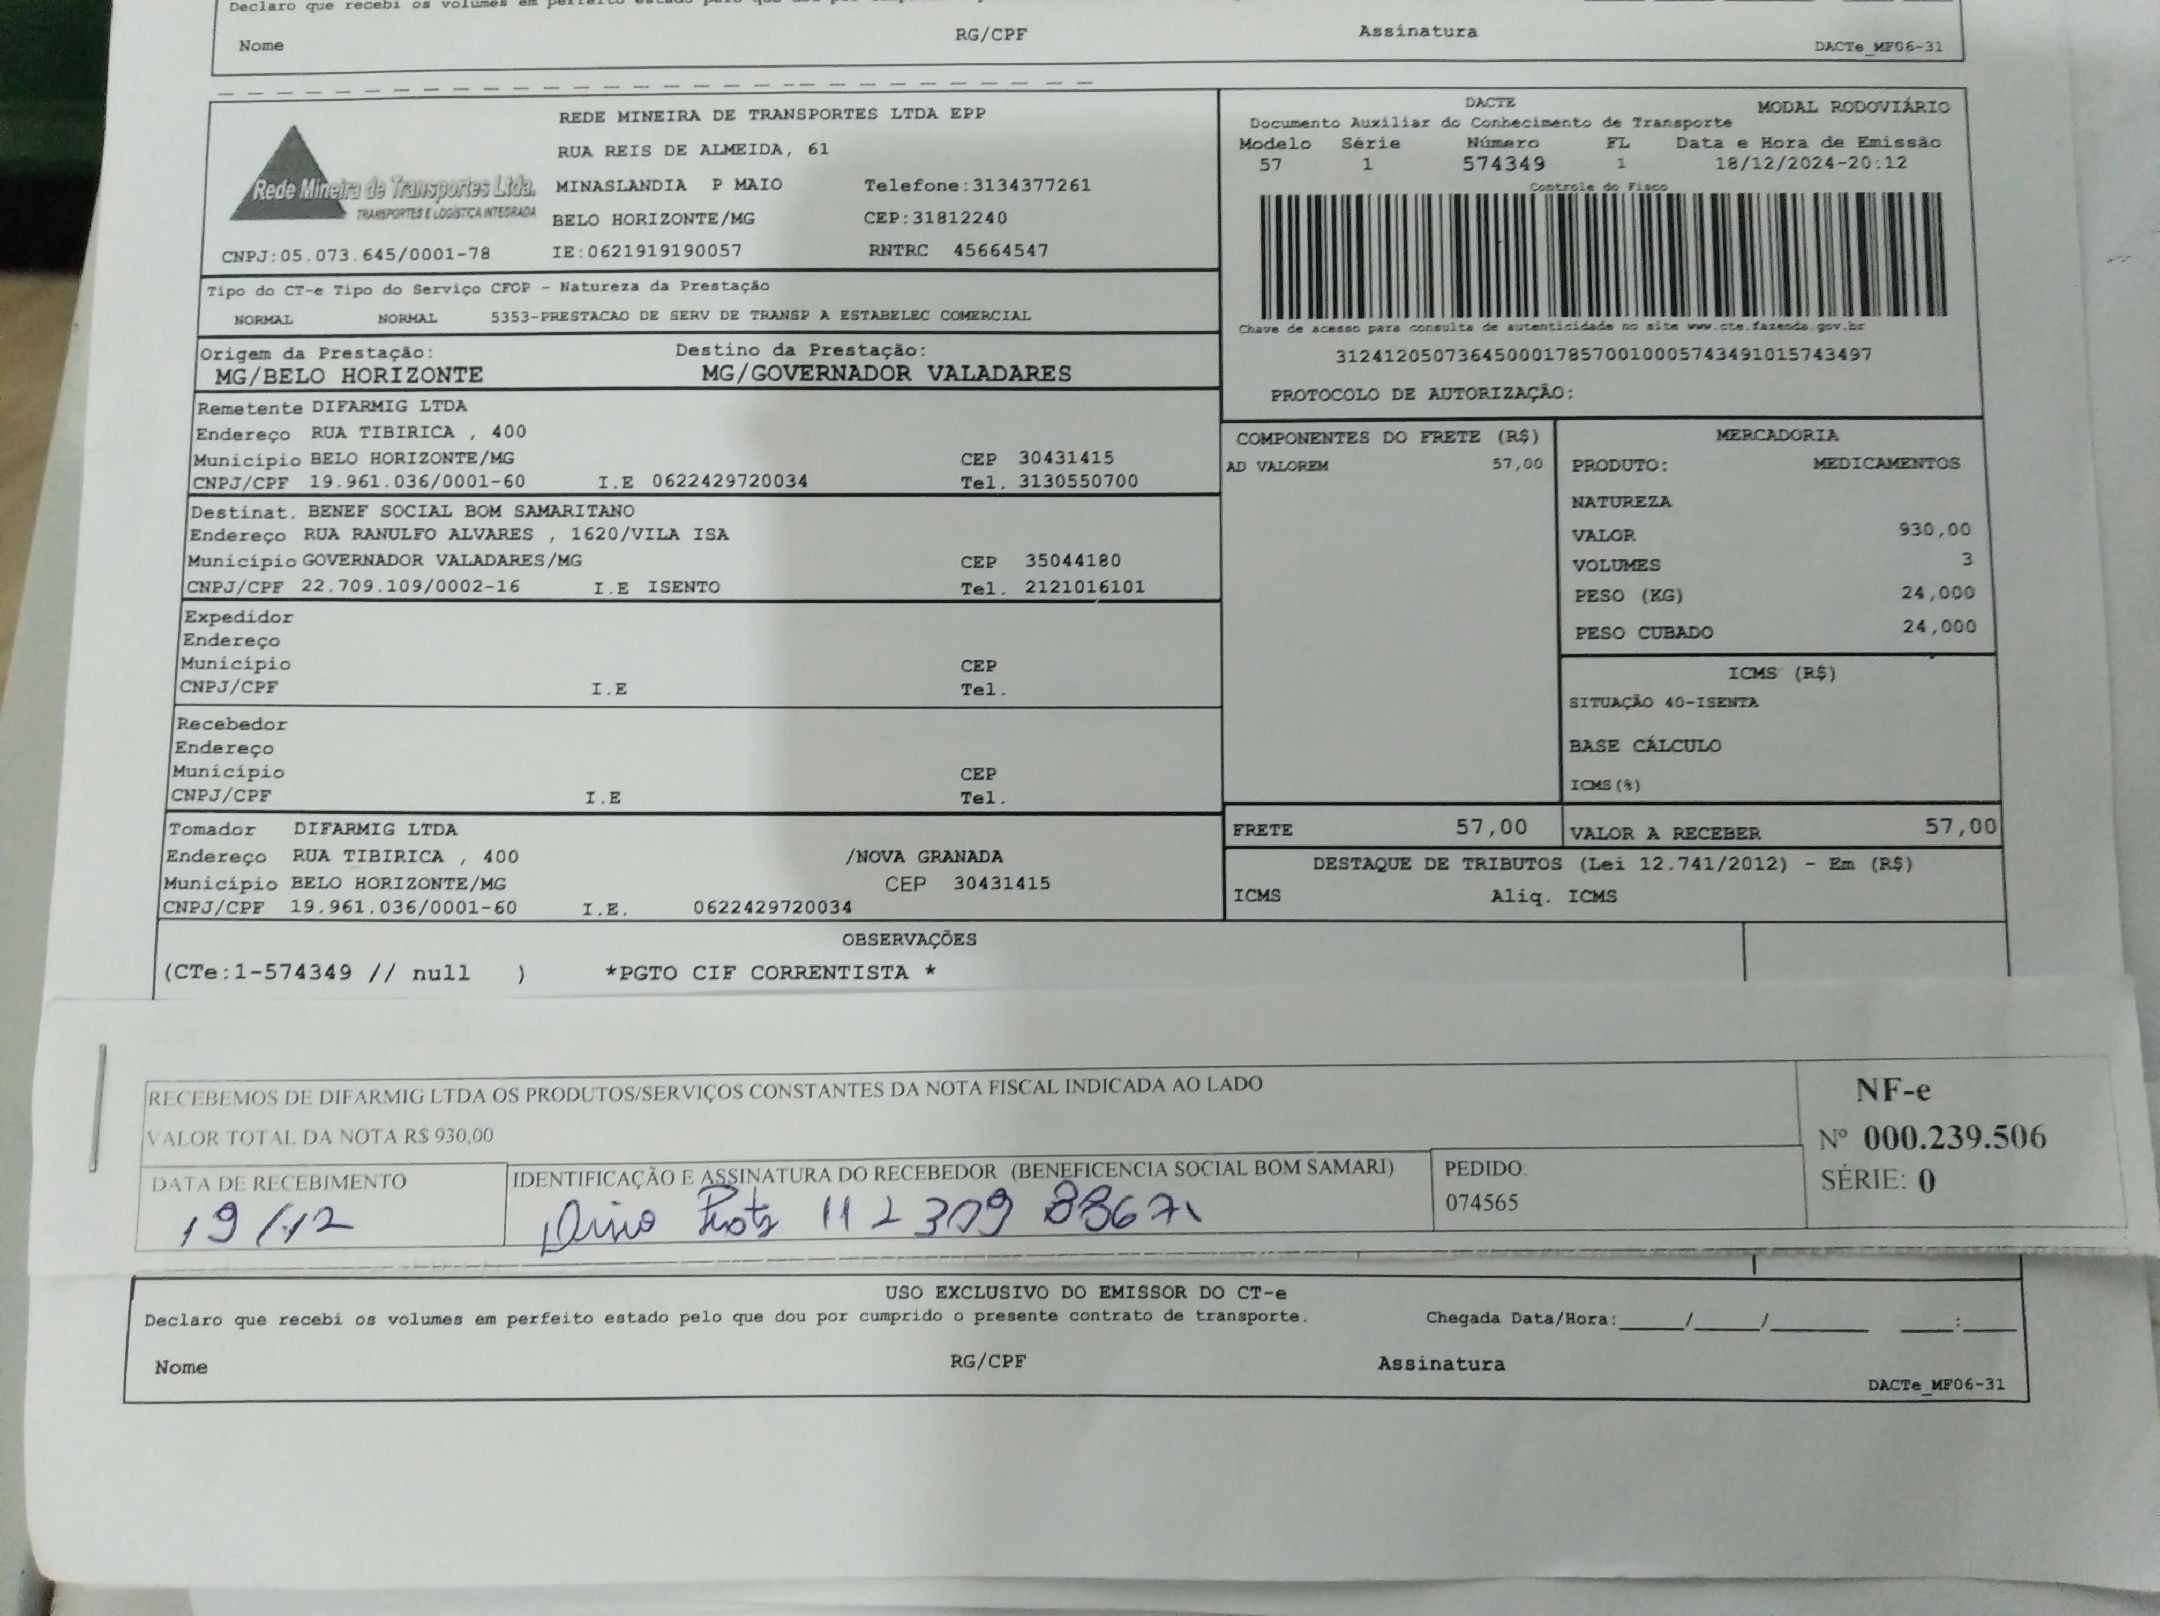 Declaro que recebi os volumes em perfeito estado pelo que dou por
Nome RG/CPF Assinatura DACTe_MF06-31
REDE MINEIRA DE TRANSPORTES LTDA EPP
RUA REIS DE ALMEIDA, 61
Rede Mineira de Transportes Ltda.
TRANSPORTES E LOGÍSTICA INTEGRADA
MINASLANDIA P MAIO Telefone:3134377261
BELO HORIZONTE/MG CEP:31812240
CNPJ:05.073.645/0001-78 IE:0621919190057 RNTRC 45664547
DACTE MODAL RODOVIÁRIO
Documento Auxiliar do Conhecimento de Transporte
Modelo Série Número FL Data e Hora de Emissão
57 1 574349 1 18/12/2024-20:12
Controle do Fisco
Chave de acesso para consulta de autenticidade no site www.cte.fazenda.gov.br
31241205073645000178570010005743491015743497
PROTOCOLO DE AUTORIZAÇÃO:
Tipo do CT-e Tipo do Serviço CFOP - Natureza da Prestação
NORMAL NORMAL 5353-PRESTACAO DE SERV DE TRANSP A ESTABELEC COMERCIAL
Origem da Prestação: Destino da Prestação:
MG/BELO HORIZONTE MG/GOVERNADOR VALADARES
Remetente DIFARMIG LTDA
Endereço RUA TIBIRICA , 400
Município BELO HORIZONTE/MG CEP 30431415
CNPJ/CPF 19.961.036/0001-60 I.E 0622429720034 Tel. 3130550700
Destinat. BENEF SOCIAL BOM SAMARITANO
Endereço RUA RANULFO ALVARES , 1620/VILA ISA
Município GOVERNADOR VALADARES/MG CEP 35044180
CNPJ/CPF 22.709.109/0002-16 I.E ISENTO Tel. 2121016101
Expedidor
Endereço
Município CEP
CNPJ/CPF I.E Tel.
Recebedor
Endereço
Município CEP
CNPJ/CPF I.E Tel.
Tomador DIFARMIG LTDA
Endereço RUA TIBIRICA , 400 /NOVA GRANADA
Município BELO HORIZONTE/MG CEP 30431415
CNPJ/CPF 19.961.036/0001-60 I.E. 0622429720034
COMPONENTES DO FRETE (R$)
AD VALOREM 57,00
MERCADORIA
PRODUTO: MEDICAMENTOS
NATUREZA
VALOR 930,00
VOLUMES 3
PESO (KG) 24,000
PESO CUBADO 24,000
ICMS (R$)
SITUAÇÃO 40-ISENTA
BASE CÁLCULO
ICMS(%)
FRETE 57,00 VALOR A RECEBER 57,00
DESTAQUE DE TRIBUTOS (Lei 12.741/2012) - Em (R$)
ICMS Aliq. ICMS
OBSERVAÇÕES
(CTe:1-574349 // null ) *PGTO CIF CORRENTISTA *
RECEBEMOS DE DIFARMIG LTDA OS PRODUTOS/SERVIÇOS CONSTANTES DA NOTA FISCAL INDICADA AO LADO
VALOR TOTAL DA NOTA R$ 930,00
DATA DE RECEBIMENTO
19/12
IDENTIFICAÇÃO E ASSINATURA DO RECEBEDOR (BENEFICENCIA SOCIAL BOM SAMARI)
PEDIDO
074565
NF-e
Nº 000.239.506
SÉRIE: 0
USO EXCLUSIVO DO EMISSOR DO CT-e
Declaro que recebi os volumes em perfeito estado pelo que dou por cumprido o presente contrato de transporte. Chegada Data/Hora:_____/_____/_______ ____:____
Nome RG/CPF Assinatura
DACTe_MF06-31